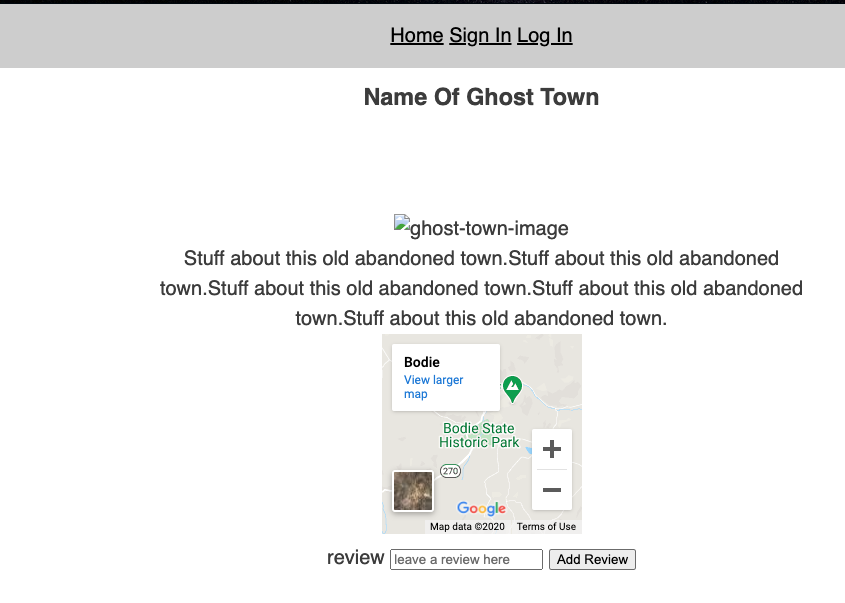 Home Sign In Log In
Name Of Ghost Town
ghost-town-image
Stuff about this old abandoned town.Stuff about this old abandoned
town.Stuff about this old abandoned town.Stuff about this old abandoned
town.Stuff about this old abandoned town.
Bodie
View larger
map
Bodie State
Historic Park
270
Google
Map data ©2020 Terms of Use
review leave a review here Add Review